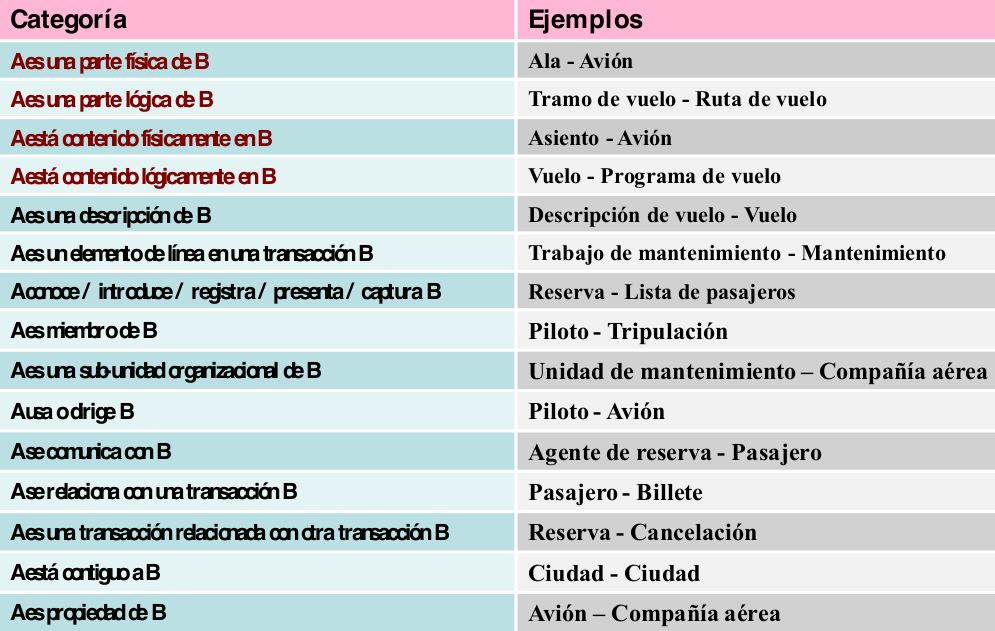 Categoría Ejemplos
A es una parte física de B Ala - Avión
A es una parte lógica de B Tramo de vuelo - Ruta de vuelo
A está contenido físicamente en B Asiento - Avión
A está contenido lógicamente en B Vuelo - Programa de vuelo
A es una descripción de B Descripción de vuelo - Vuelo
A es un elemento de línea en una transacción B Trabajo de mantenimiento - Mantenimiento
A conoce / introduce / registra / presenta / captura B Reserva - Lista de pasajeros
A es miembro de B Piloto - Tripulación
A es una sub-unidad organizacional de B Unidad de mantenimiento – Compañía aérea
A usa o dirige B Piloto - Avión
A se comunica con B Agente de reserva - Pasajero
A se relaciona con una transacción B Pasajero - Billete
A es una transacción relacionada con otra transacción B Reserva - Cancelación
A está contiguo a B Ciudad - Ciudad
A es propiedad de B Avión – Compañía aérea